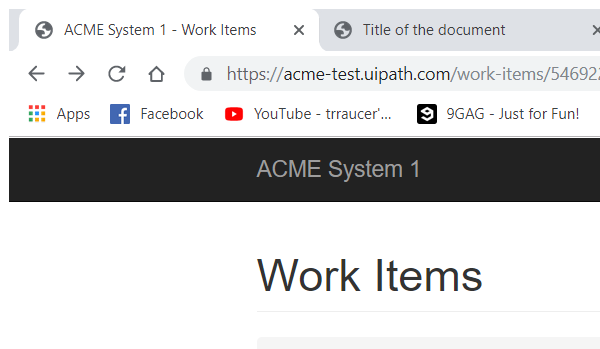 ACME System 1 - Work Items Title of the document
https://acme-test.uipath.com/work-items/54692
Apps Facebook YouTube - trraucer'... 9GAG - Just for Fun!
ACME System 1
Work Items